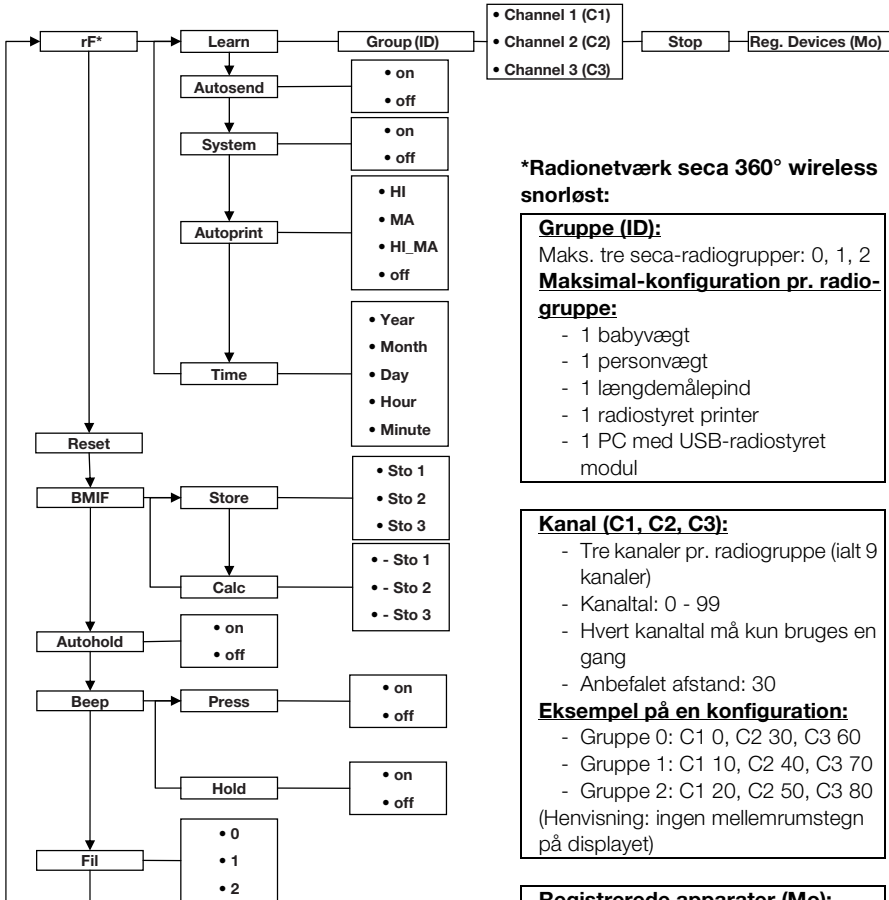 rF*
Learn
Group (ID)
• Channel 1 (C1)
• Channel 2 (C2)
• Channel 3 (C3)
Stop
Reg. Devices (Mo)
Autosend
• on
• off
System
• on
• off
Autoprint
• HI
• MA
• HI_MA
• off
Time
• Year
• Month
• Day
• Hour
• Minute
Reset
BMIF
Store
• Sto 1
• Sto 2
• Sto 3
Calc
• - Sto 1
• - Sto 2
• - Sto 3
Autohold
• on
• off
Beep
Press
• on
• off
Hold
• on
• off
Fil
• 0
• 1
• 2
*Radionetværk seca 360° wireless
snorløst:
Gruppe (ID):
Maks. tre seca-radiogrupper: 0, 1, 2
Maksimal-konfiguration pr. radio-
gruppe:
- 1 babyvægt
- 1 personvægt
- 1 længdemålepind
- 1 radiostyret printer
- 1 PC med USB-radiostyret
modul
Kanal (C1, C2, C3):
- Tre kanaler pr. radiogruppe (ialt 9
kanaler)
- Kanaltal: 0 - 99
- Hvert kanaltal må kun bruges en
gang
- Anbefalet afstand: 30
Eksempel på en konfiguration:
- Gruppe 0: C1 0, C2 30, C3 60
- Gruppe 1: C1 10, C2 40, C3 70
- Gruppe 2: C1 20, C2 50, C3 80
(Henvisning: ingen mellemrumstegn
på displayet)
Registrerede apparater (Mo):